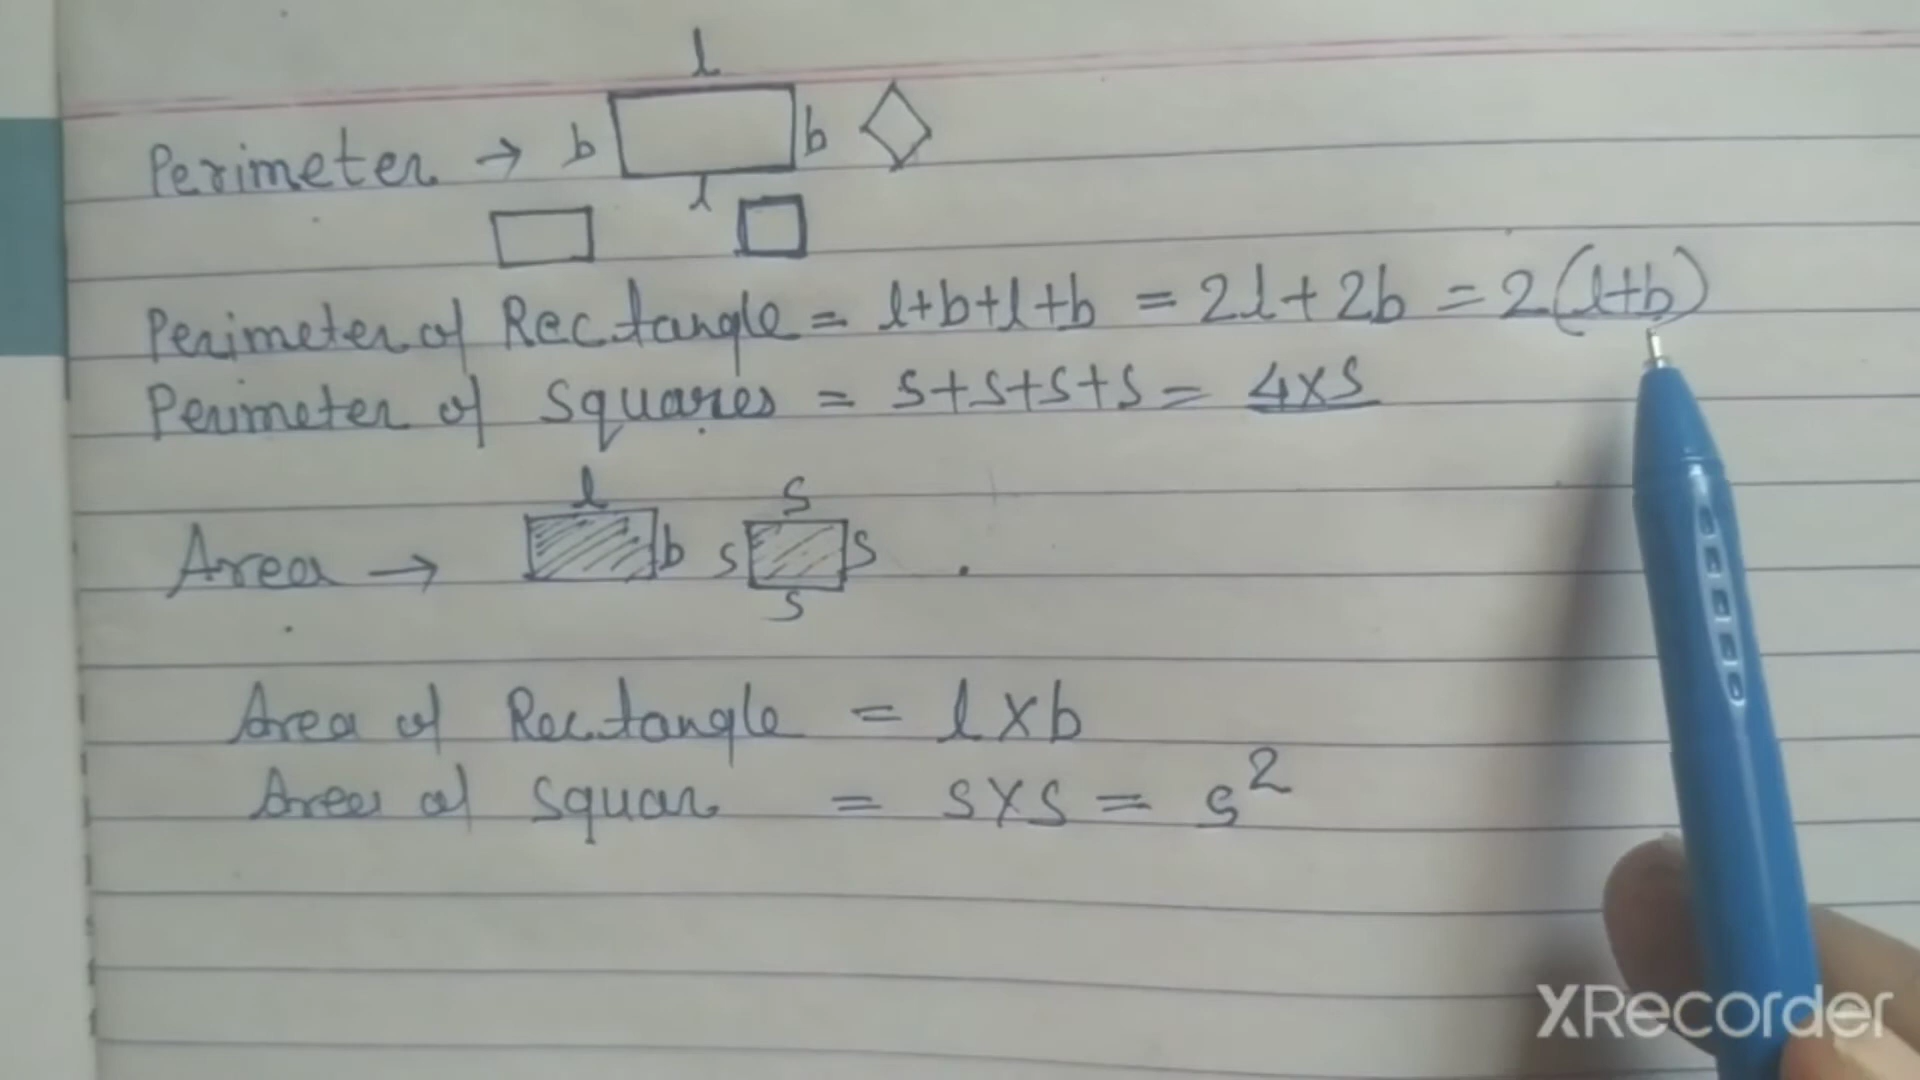 l
Perimeter → b b
l
Perimeter of Rectangle = l+b+l+b = 2l+2b = 2(l+b)
Perimeter of Squares = s+s+s+s = 4×s
l s
Area → b s s
s
Area of Rectangle = l×b
Area of Squar = s×s = s²
XRecorder